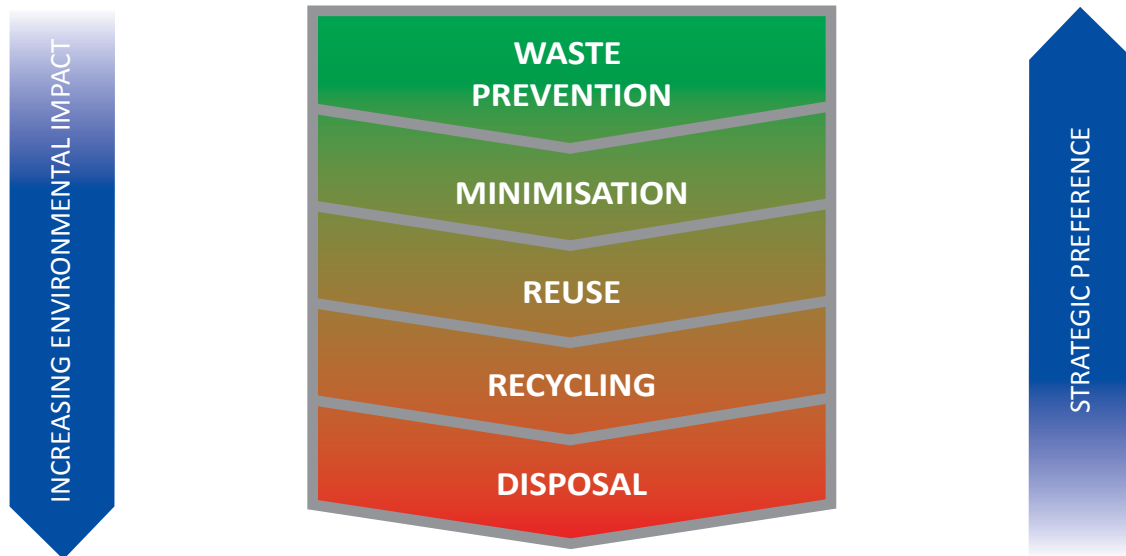 INCREASING ENVIRONMENTAL IMPACT
WASTE
PREVENTION
MINIMISATION
REUSE
RECYCLING
DISPOSAL
STRATEGIC PREFERENCE